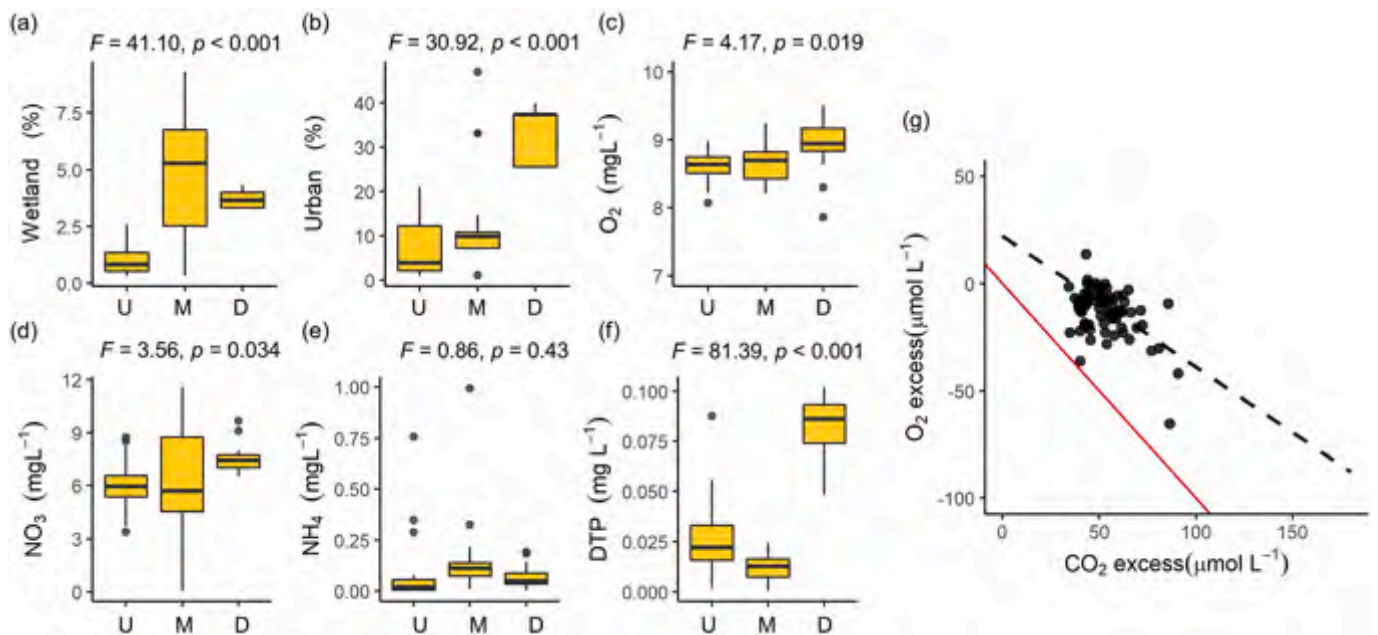 (a)
F = 41.10, p < 0.001
Wetland (%)
7.5
5.0
2.5
0.0
U M D
(b)
F = 30.92, p < 0.001
Urban (%)
40
30
20
10
0
U M D
(c)
F = 4.17, p = 0.019
O₂ (mgL⁻¹)
10
9
8
7
U M D
(d)
F = 3.56, p = 0.034
NO₃ (mgL⁻¹)
12
9
6
3
0
U M D
(e)
F = 0.86, p = 0.43
NH₄ (mgL⁻¹)
1.00
0.75
0.50
0.25
0.00
U M D
(f)
F = 81.39, p < 0.001
DTP (mg L⁻¹)
0.100
0.075
0.050
0.025
0.000
U M D
(g)
O₂ excess(μmol L⁻¹)
50
0
-50
-100
0 50 100 150
CO₂ excess(μmol L⁻¹)